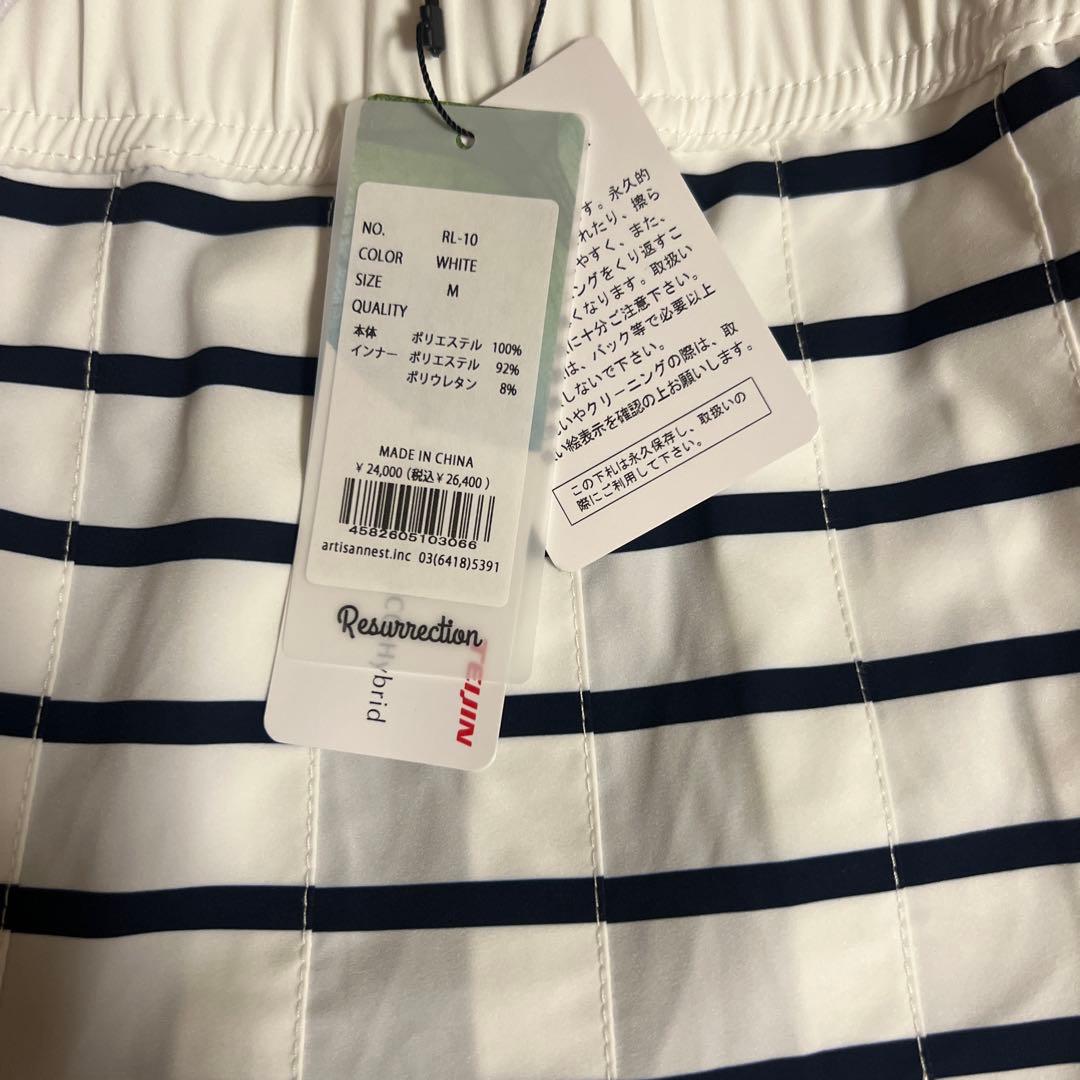 NO. RL-10
COLOR WHITE
SIZE M
QUALITY
本体 ポリエステル 100%
インナー ポリエステル 92%
ポリウレタン 8%
MADE IN CHINA
¥ 24,000 (税込 ¥ 26,400 )
4582605103066
artisannest.inc 03(6418)5391
Resurrection
TEIJIN
Hybrid
す。永久的
れたり、擦ら
やすく、また、
ングをくり返すこ
くなります。取扱い
に十分ご注意下さい。
は、バック等で必要以上
しないで下さい。
いやクリーニングの際は、取
い絵表示を確認の上お願いします。
この下札は永久保存し、取扱いの
際にご利用して下さい。